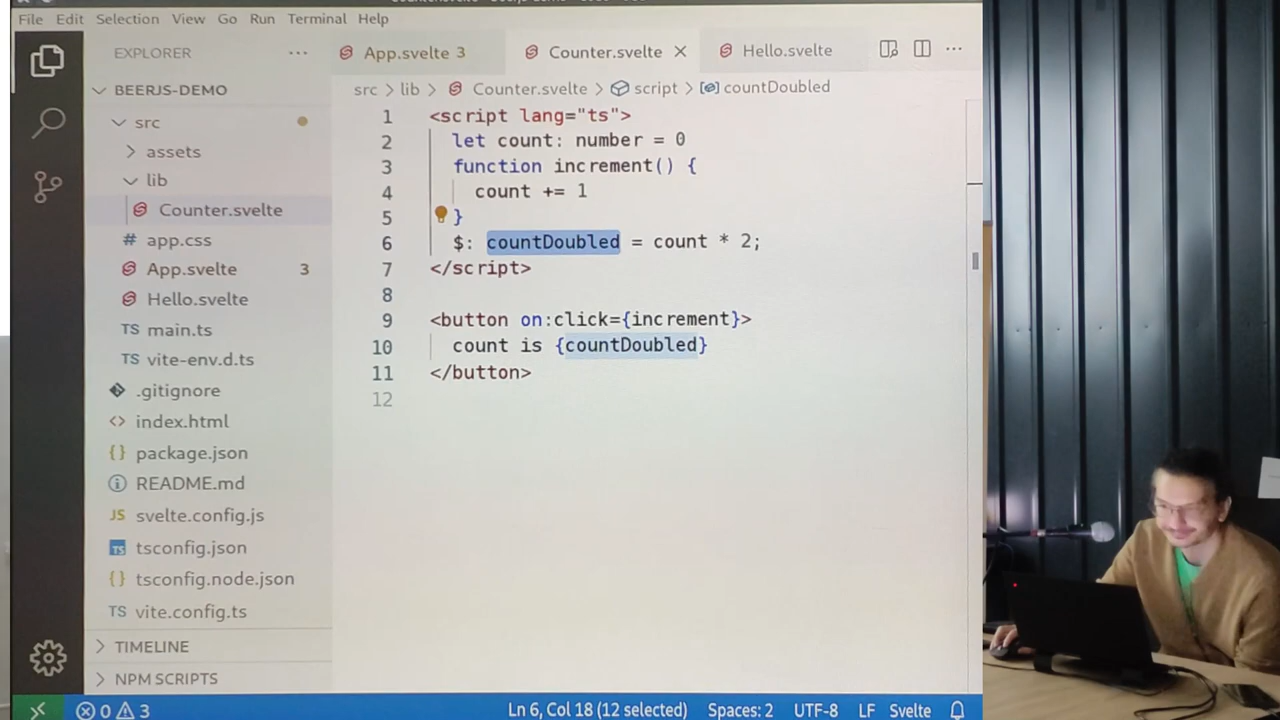 File Edit Selection View Go Run Terminal Help
EXPLORER
App.svelte 3
Counter.svelte
Hello.svelte
BEERJS-DEMO
src > lib > Counter.svelte > script > countDoubled
src
assets
lib
Counter.svelte
app.css
App.svelte 3
Hello.svelte
TS main.ts
TS vite-env.d.ts
.gitignore
index.html
{} package.json
README.md
JS svelte.config.js
TS tsconfig.json
{} tsconfig.node.json
TS vite.config.ts
TIMELINE
NPM SCRIPTS
1 <script lang="ts">
2 let count: number = 0
3 function increment() {
4 count += 1
5 }
6 $: countDoubled = count * 2;
7 </script>
8
9 <button on:click={increment}>
10 count is {countDoubled}
11 </button>
12
0 3 Ln 6, Col 18 (12 selected) Spaces: 2 UTF-8 LF Svelte